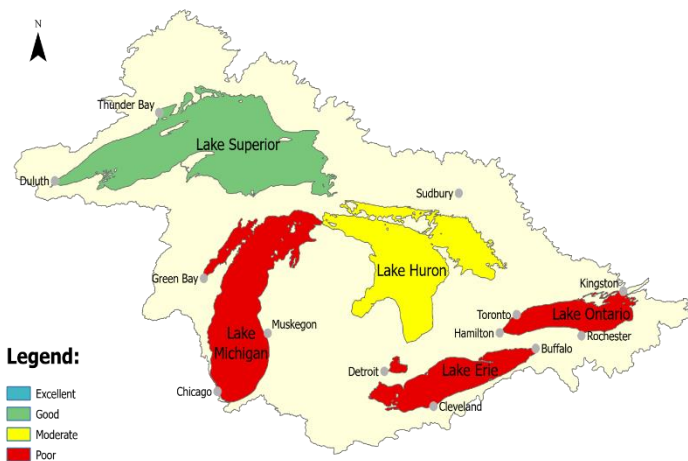 N
Thunder Bay
Lake Superior
Duluth
Sudbury
Green Bay
Lake Huron
Kingston
Toronto
Lake Ontario
Hamilton
Rochester
Muskegon
Lake
Michigan
Buffalo
Detroit
Lake Erie
Chicago
Cleveland
Legend:
Excellent
Good
Moderate
Poor